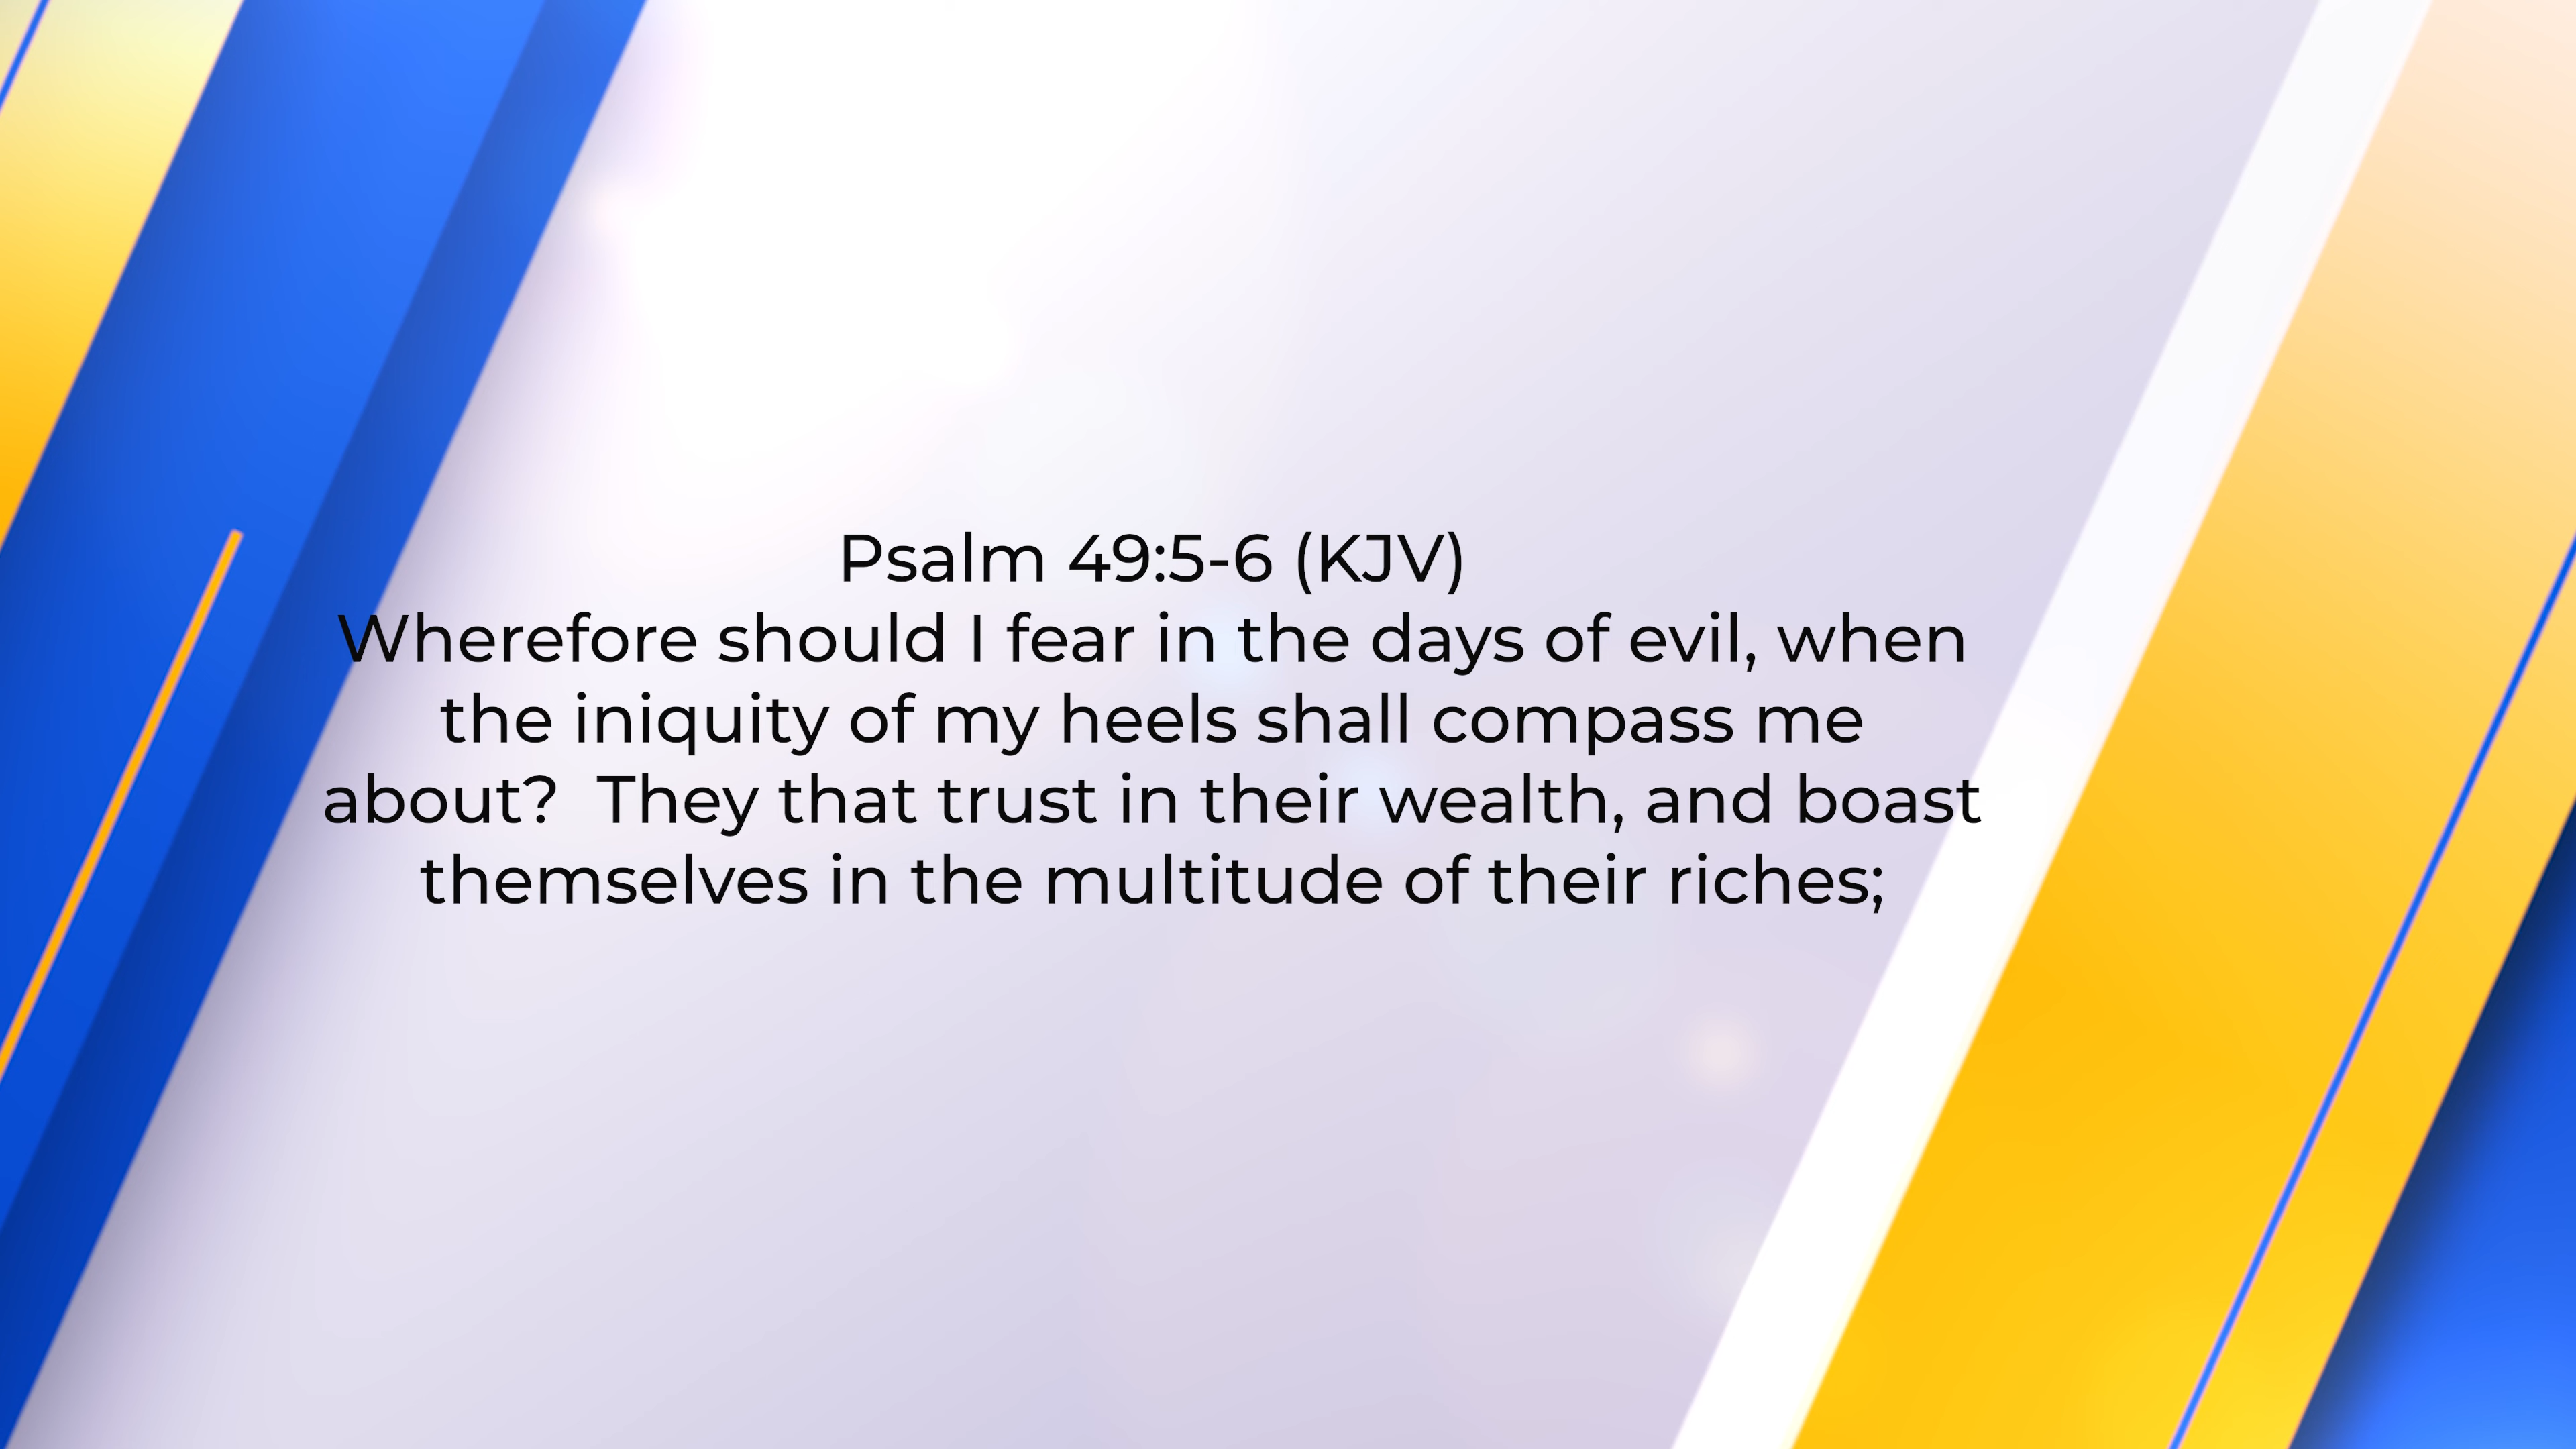 Psalm 49:5-6 (KJV)
Wherefore should I fear in the days of evil, when
the iniquity of my heels shall compass me
about?  They that trust in their wealth, and boast
themselves in the multitude of their riches;